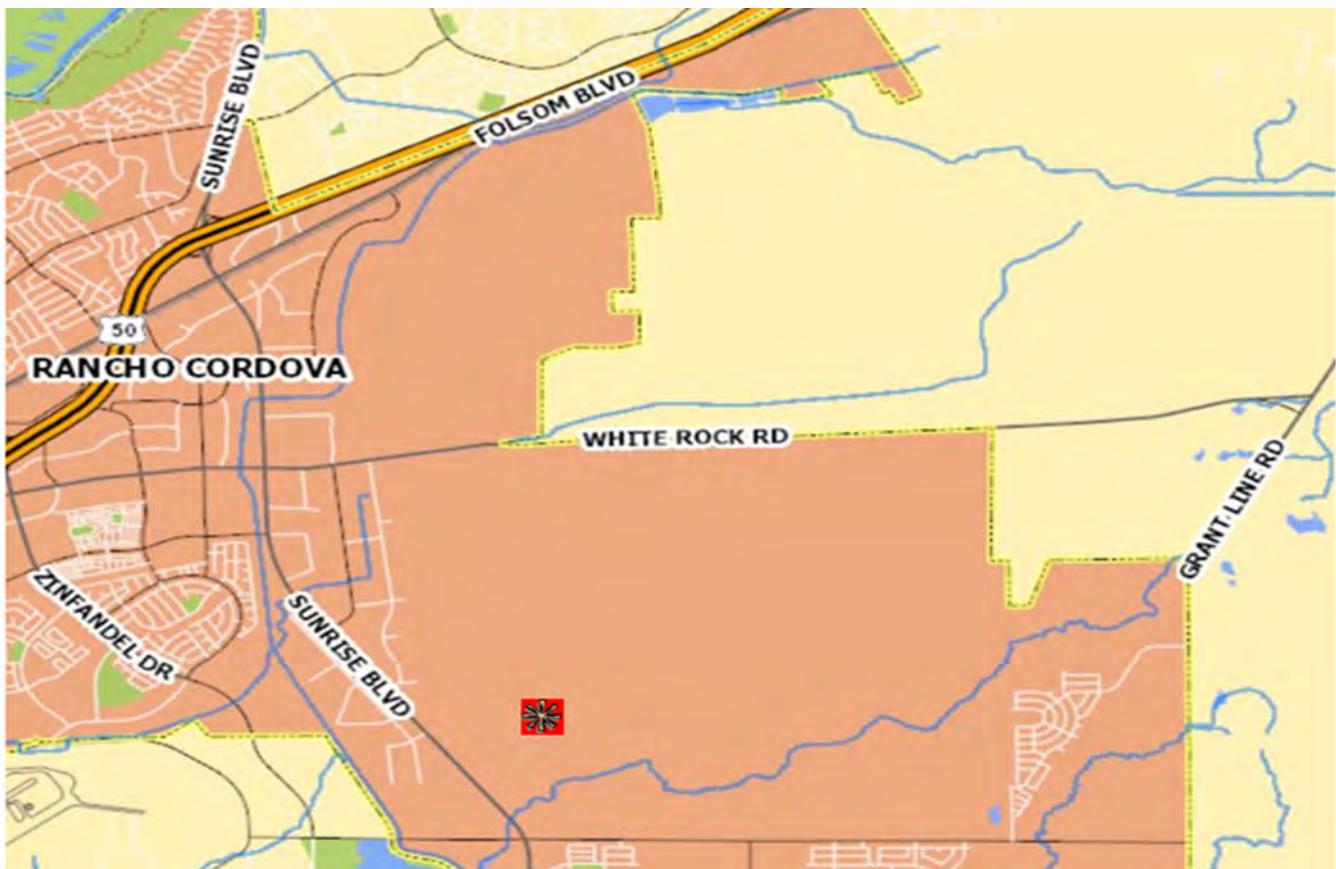 SUNRISE BLVD
FOLSOM BLVD
50
RANCHO CORDOVA
WHITE ROCK RD
GRANT LINE RD
ZINFANDEL DR
SUNRISE BLVD